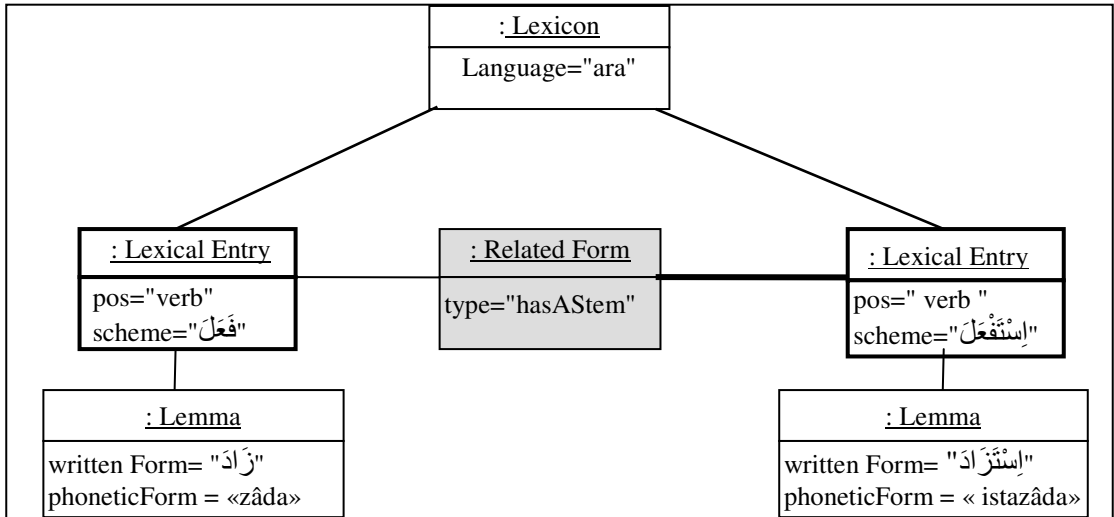 : Lexicon
Language="ara"
: Lexical Entry
pos="verb"
scheme="فَعَلَ"
: Related Form
type="hasAStem"
: Lexical Entry
pos=" verb "
scheme="اِسْتَفْعَلَ"
: Lemma
written Form= "زَادَ"
phoneticForm = «zâda»
: Lemma
written Form= "اِسْتَزَادَ"
phoneticForm = « istazâda»